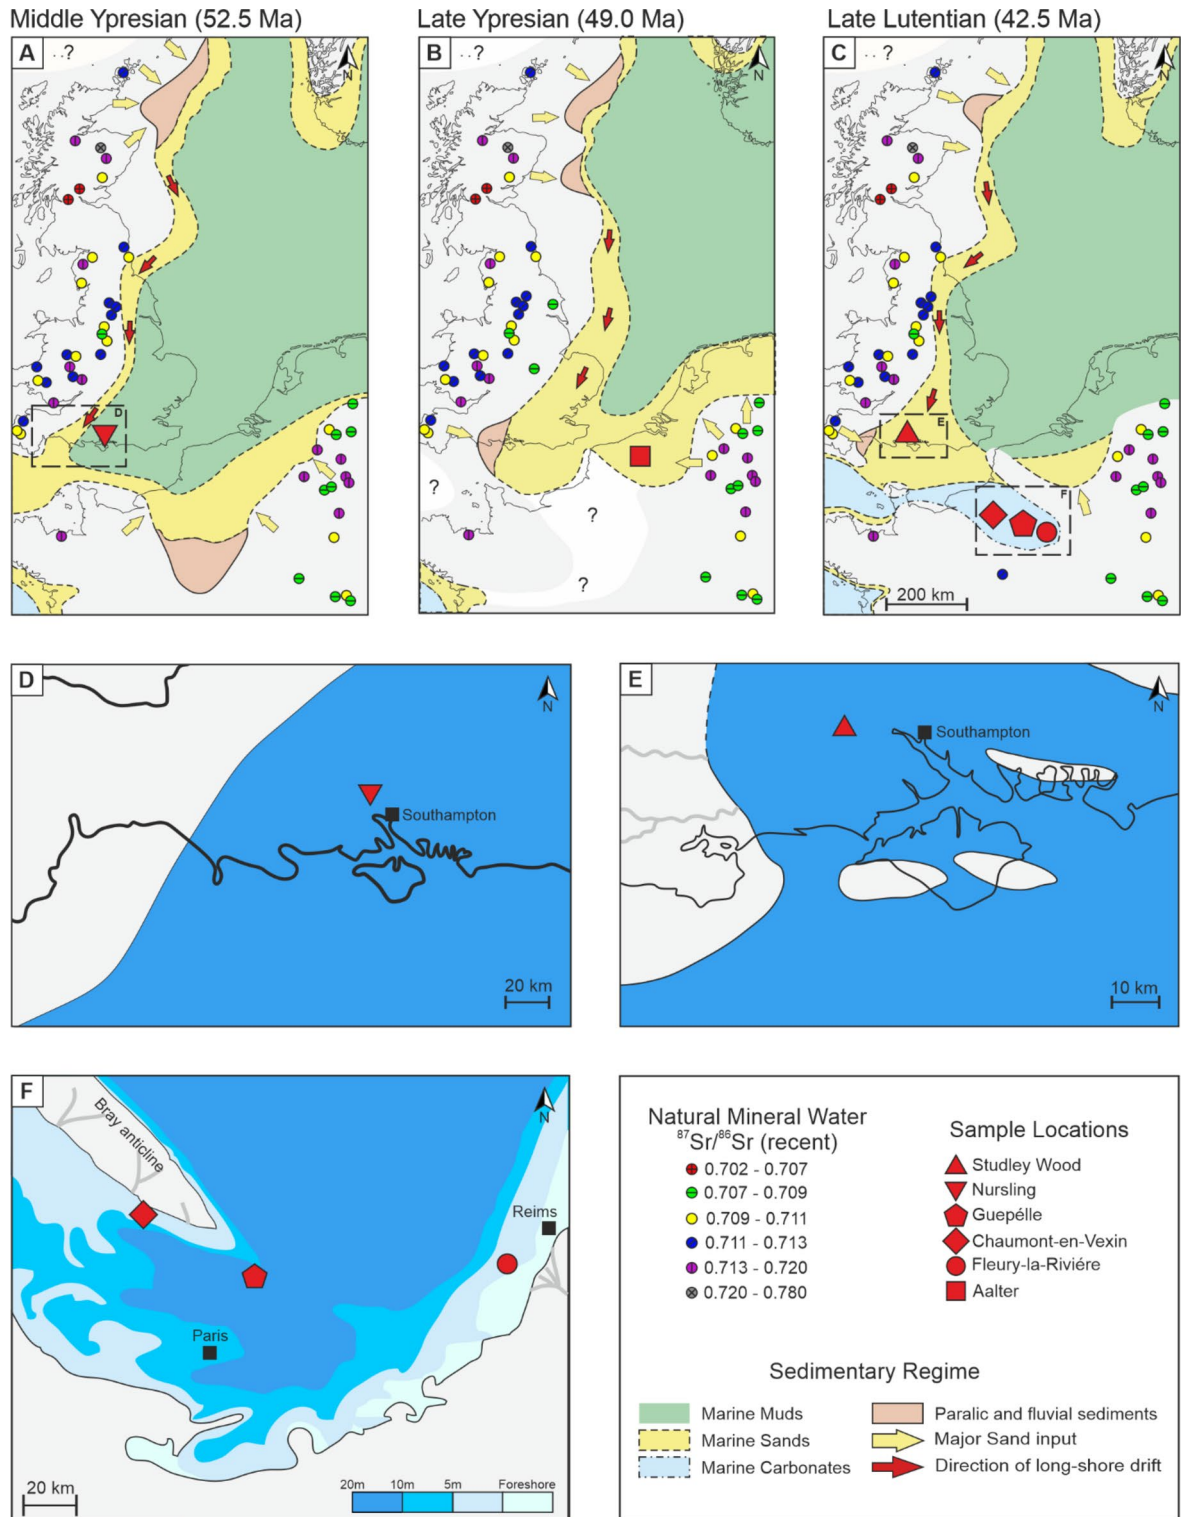 Middle Ypresian (52.5 Ma)
Late Ypresian (49.0 Ma)
Late Lutentian (42.5 Ma)
A
..?
N
D
B
..?
N
?
?
?
C
..?
N
E
F
200 km
D
N
Southampton
20 km
E
N
Southampton
10 km
F
N
Bray anticline
Reims
Paris
20 km
20m 10m 5m Foreshore
Natural Mineral Water
⁸⁷Sr/⁸⁶Sr (recent)
0.702 - 0.707
0.707 - 0.709
0.709 - 0.711
0.711 - 0.713
0.713 - 0.720
0.720 - 0.780
Sample Locations
Studley Wood
Nursling
Guepélle
Chaumont-en-Vexin
Fleury-la-Riviére
Aalter
Sedimentary Regime
Marine Muds
Marine Sands
Marine Carbonates
Paralic and fluvial sediments
Major Sand input
Direction of long-shore drift